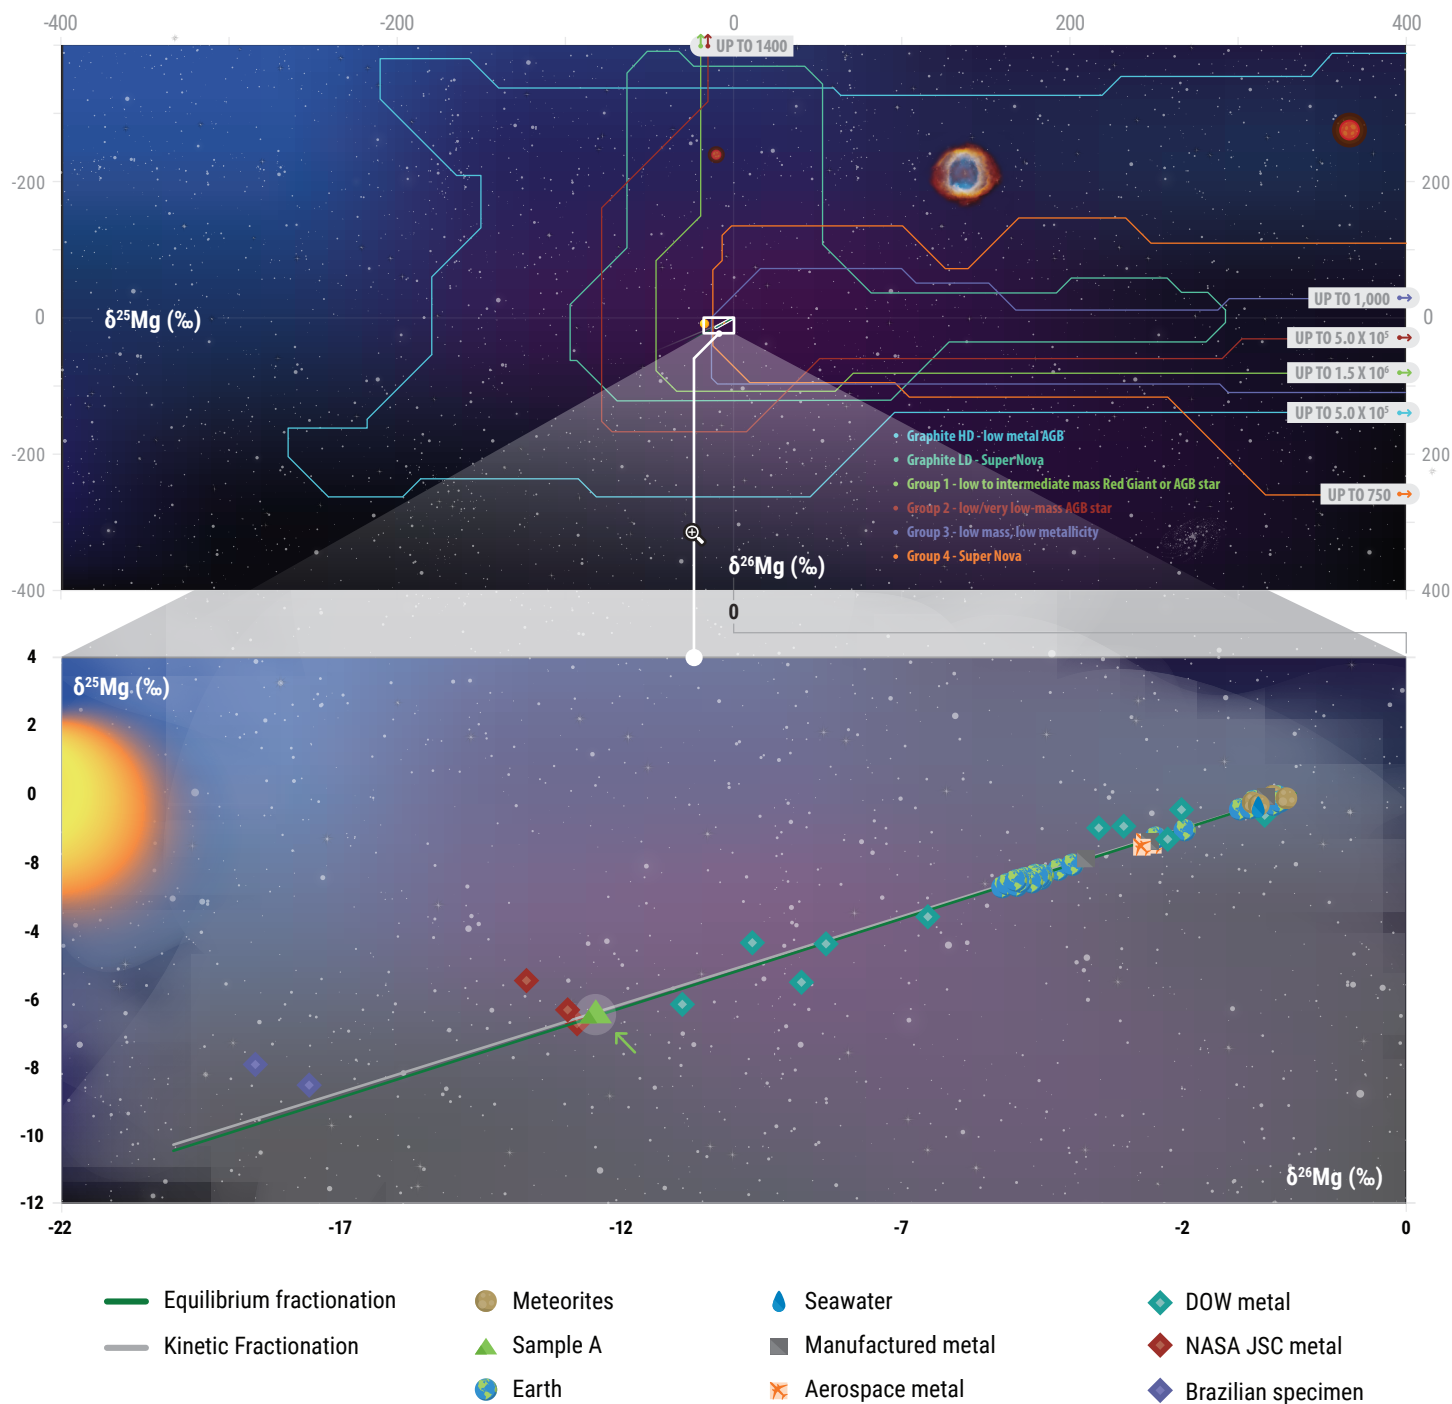 -400 -200 0 200 400
UP TO 1400
-200 200
UP TO 1,000
δ²⁵Mg (‰)
0 0
UP TO 5.0 X 10⁵
UP TO 1.5 X 10⁶
UP TO 5.0 X 10⁵
Graphite HD - low metal AGB
-200 200
Graphite LD - Super Nova
Group 1 - low to intermediate mass Red Giant or AGB star
UP TO 750
Group 2 - low/very low-mass AGB star
Group 3 - low mass, low metallicity
Group 4 - Super Nova
δ²⁶Mg (‰)
-400 400
0
4
δ²⁵Mg (‰)
2
0
-8
-4
-6
-8
-10
δ²⁶Mg (‰)
-12
-22 -17 -12 -7 -2 0
Equilibrium fractionation
Kinetic Fractionation
Meteorites
Sample A
Earth
Seawater
Manufactured metal
Aerospace metal
DOW metal
NASA JSC metal
Brazilian specimen